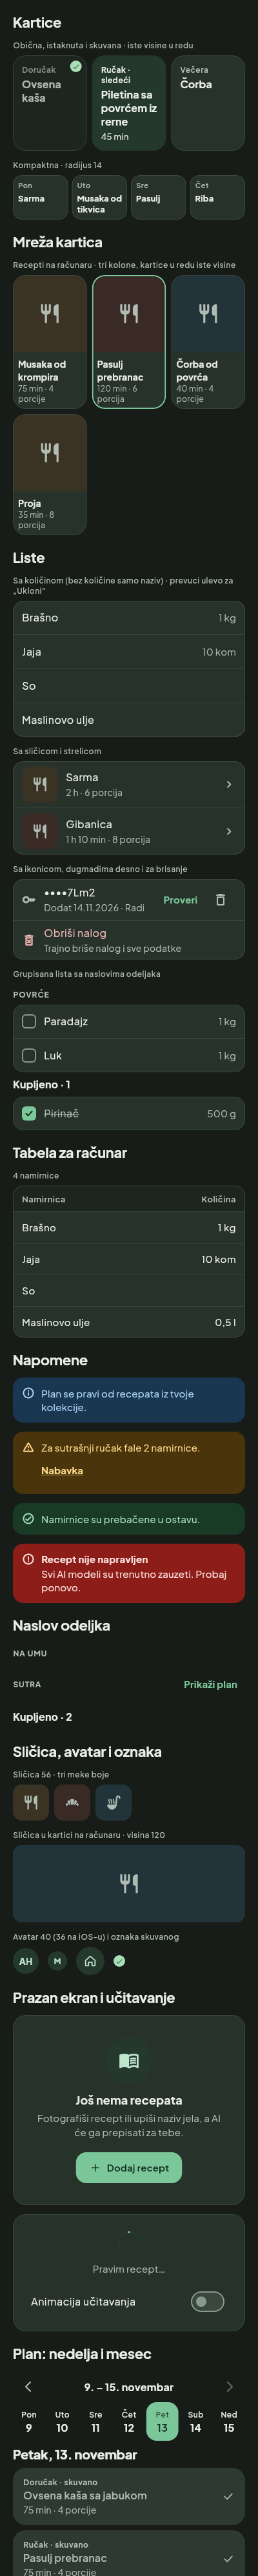 Kartice
Obična, istaknuta i skuvana · iste visine u redu
Doručak
Ovsena
kaša
Ručak ·
sledeći
Piletina sa
povrćem iz
rerne
45 min
Večera
Čorba
Kompaktna · radijus 14
Pon
Sarma
Uto
Musaka od
tikvica
Sre
Pasulj
Čet
Riba
Mreža kartica
Recepti na računaru · tri kolone, kartice u redu iste visine
Musaka od
krompira
75 min · 4
porcije
Pasulj
prebranac
120 min · 6
porcija
Čorba od
povrća
40 min · 4
porcije
Proja
35 min · 8
porcija
Liste
Sa količinom (bez količine samo naziv) · prevuci ulevo za
„Ukloni“
Brašno 1 kg
Jaja 10 kom
So
Maslinovo ulje
Sa sličicom i strelicom
Sarma
2 h · 6 porcija
Gibanica
1 h 10 min · 8 porcija
Sa ikonicom, dugmadima desno i za brisanje
••••7Lm2
Dodat 14.11.2026 · Radi
Proveri
Obriši nalog
Trajno briše nalog i sve podatke
Grupisana lista sa naslovima odeljaka
POVRĆE
Paradajz 1 kg
Luk 1 kg
Kupljeno · 1
Pirinač 500 g
Tabela za računar
4 namirnice
Namirnica Količina
Brašno 1 kg
Jaja 10 kom
So
Maslinovo ulje 0,5 l
Napomene
Plan se pravi od recepata iz tvoje
kolekcije.
Za sutrašnji ručak fale 2 namirnice.
Nabavka
Namirnice su prebačene u ostavu.
Recept nije napravljen
Svi AI modeli su trenutno zauzeti. Probaj
ponovo.
Naslov odeljka
NA UMU
SUTRA Prikaži plan
Kupljeno · 2
Sličica, avatar i oznaka
Sličica 56 · tri meke boje
Sličica u kartici na računaru · visina 120
Avatar 40 (36 na iOS-u) i oznaka skuvanog
AH M
Prazan ekran i učitavanje
Još nema recepata
Fotografiši recept ili upiši naziv jela, a AI
će ga prepisati za tebe.
Dodaj recept
Pravim recept…
Animacija učitavanja
Plan: nedelja i mesec
9. – 15. novembar
Pon Uto Sre Čet Pet Sub Ned
9 10 11 12 13 14 15
Petak, 13. novembar
Doručak · skuvano
Ovsena kaša sa jabukom
75 min · 4 porcije
Ručak · skuvano
Pasulj prebranac
75 min · 4 porcije